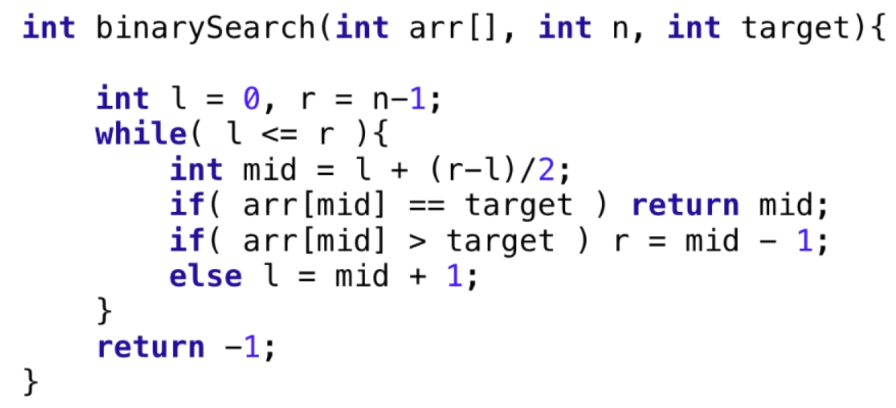 int binarySearch(int arr[], int n, int target){
int l = 0, r = n-1;
while( l <= r ){
int mid = l + (r-l)/2;
if( arr[mid] == target ) return mid;
if( arr[mid] > target ) r = mid - 1;
else l = mid + 1;
}
return -1;
}